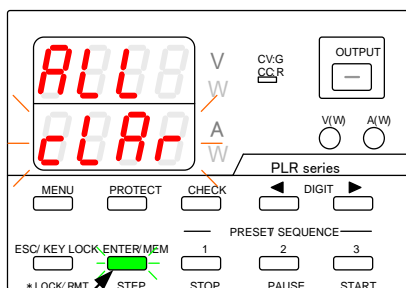 ALL
cLAr
V
W
A
W
CV:G
CC:R
OUTPUT
V(W) A(W)
PLR series
MENU PROTECT CHECK ◀ DIGIT ▶
PRESET SEQUENCE
ESC/ KEY LOCK ENTER/MEM 1 2 3
*LOCK/RMT STEP STOP PAUSE START